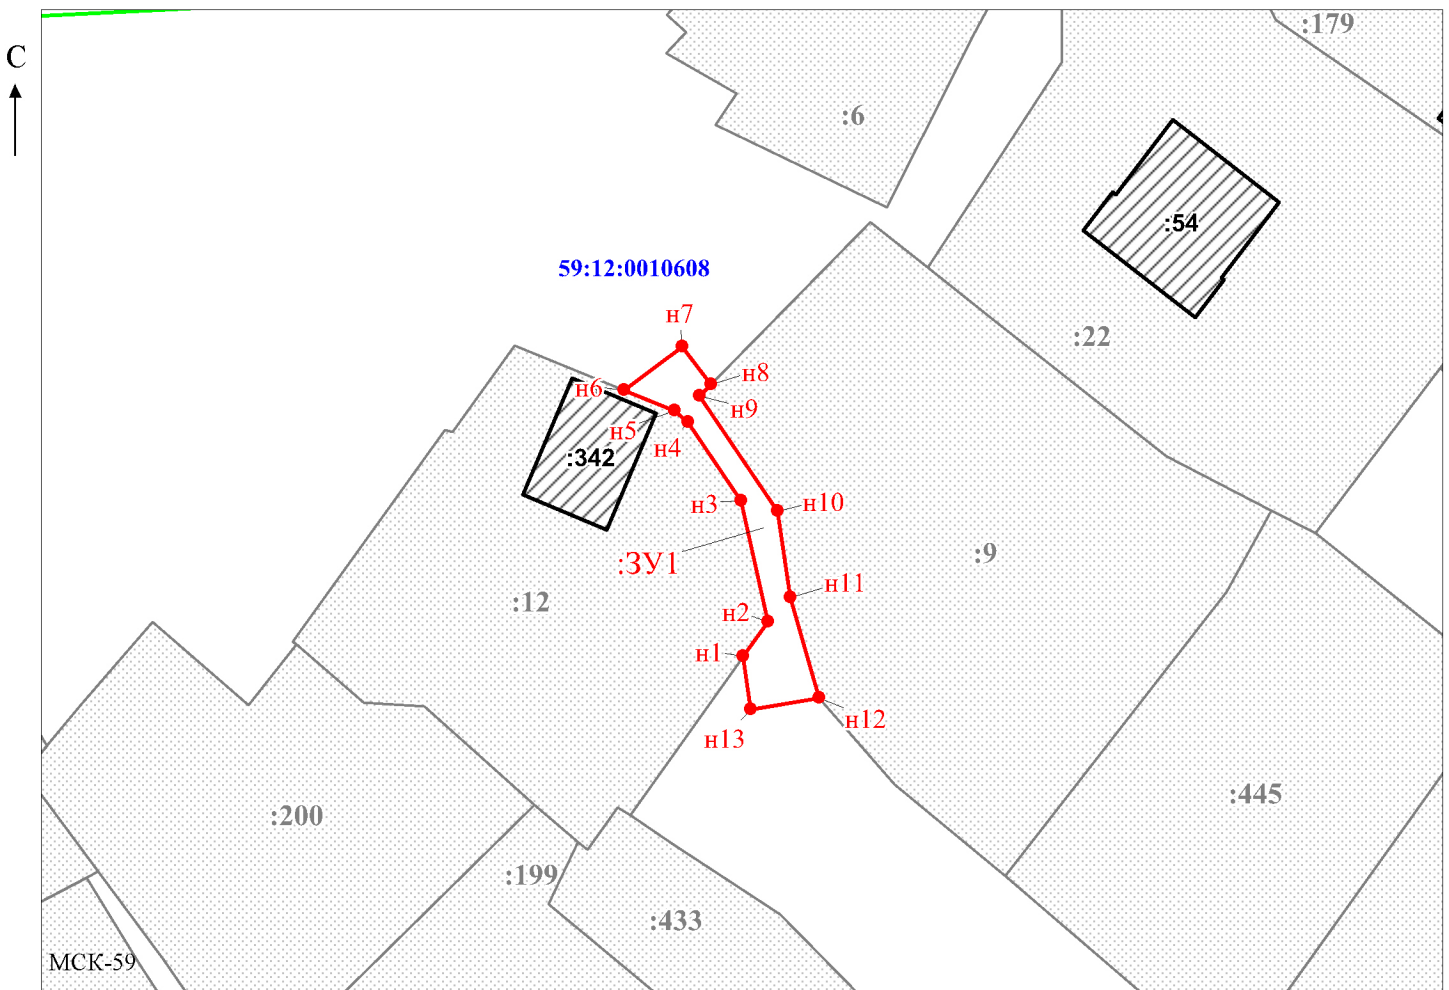 :179
С
:6
:54
59:12:0010608
н7
:22
н8
н6
н9
н5
н4
:342
н3
н10
:ЗУ1
:9
н11
:12
н2
н1
н12
н13
:445
:200
:199
:433
МСК-59